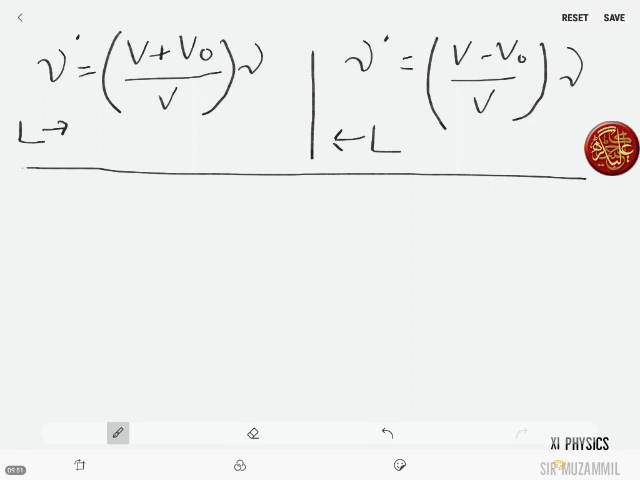 RESET SAVE
ν' = (V + V₀ / V) ν
ν' = (V - V₀ / V) ν
L →
← L
XI PHYSICS
SIR MUZAMMIL
09:51